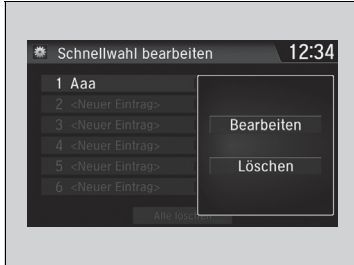 Schnellwahl bearbeiten 12:34
1 Aaa
2 <Neuer Eintrag>
3 <Neuer Eintrag>
4 <Neuer Eintrag>
5 <Neuer Eintrag>
6 <Neuer Eintrag>
Bearbeiten
Löschen
Alle löschen